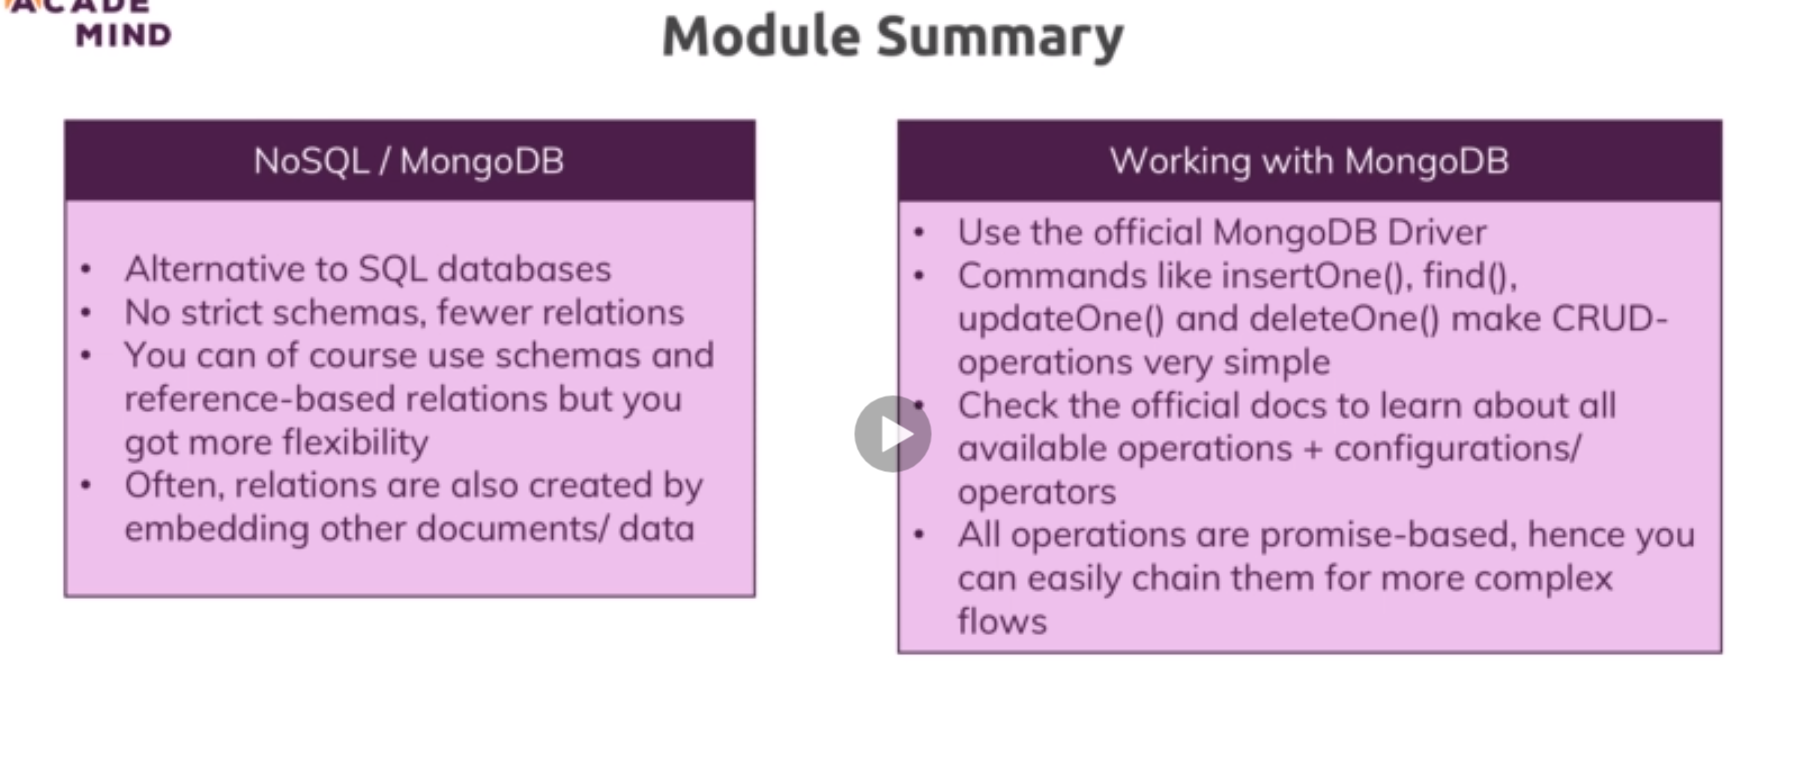 ACADE
MIND
Module Summary
NoSQL / MongoDB
• Alternative to SQL databases
• No strict schemas, fewer relations
• You can of course use schemas and
reference-based relations but you
got more flexibility
• Often, relations are also created by
embedding other documents/ data
Working with MongoDB
• Use the official MongoDB Driver
• Commands like insertOne(), find(),
updateOne() and deleteOne() make CRUD-
operations very simple
• Check the official docs to learn about all
available operations + configurations/
operators
• All operations are promise-based, hence you
can easily chain them for more complex
flows